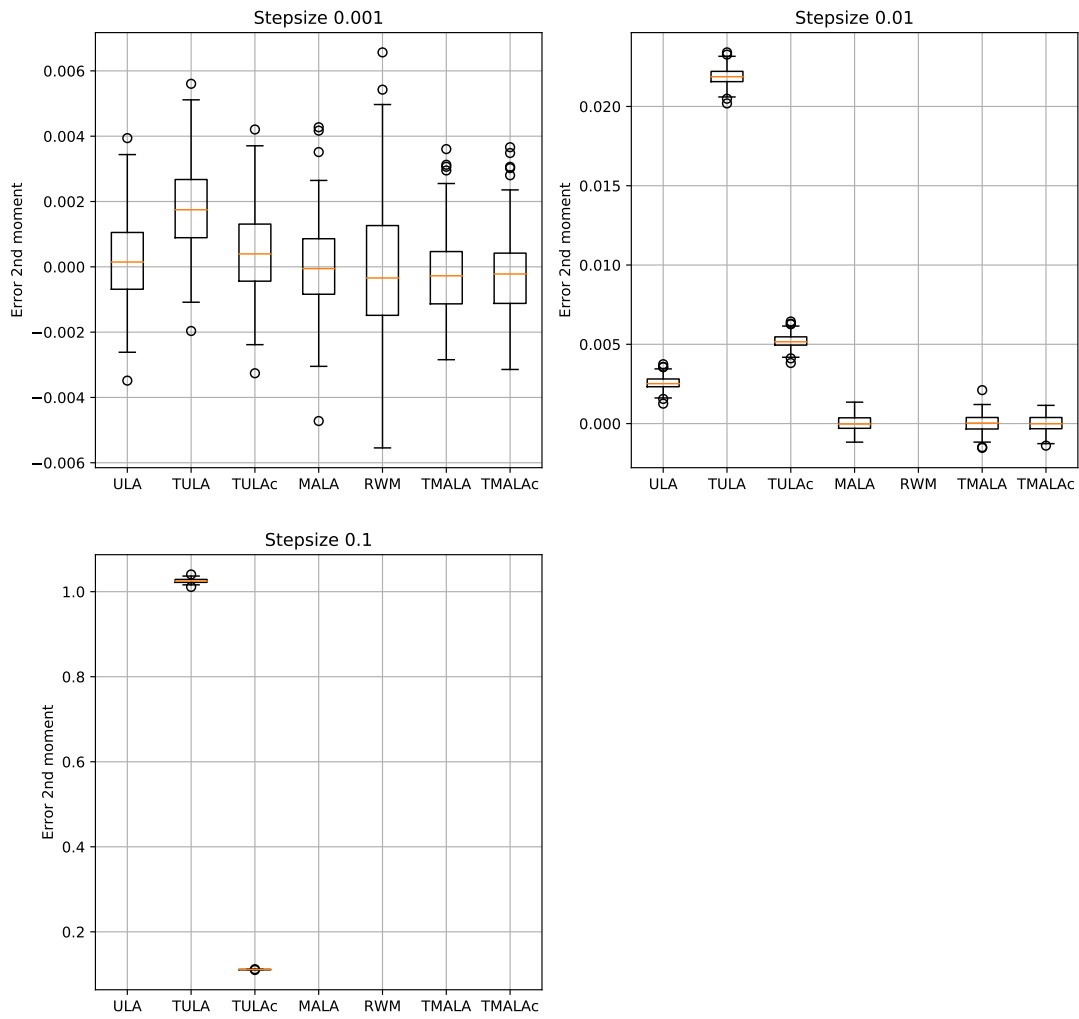 Stepsize 0.001
Error 2nd moment
0.006
0.004
0.002
0.000
−0.002
−0.004
−0.006
ULA TULA TULAc MALA RWM TMALA TMALAc
Stepsize 0.01
Error 2nd moment
0.020
0.015
0.010
0.005
0.000
ULA TULA TULAc MALA RWM TMALA TMALAc
Stepsize 0.1
Error 2nd moment
1.0
0.8
0.6
0.4
0.2
ULA TULA TULAc MALA RWM TMALA TMALAc